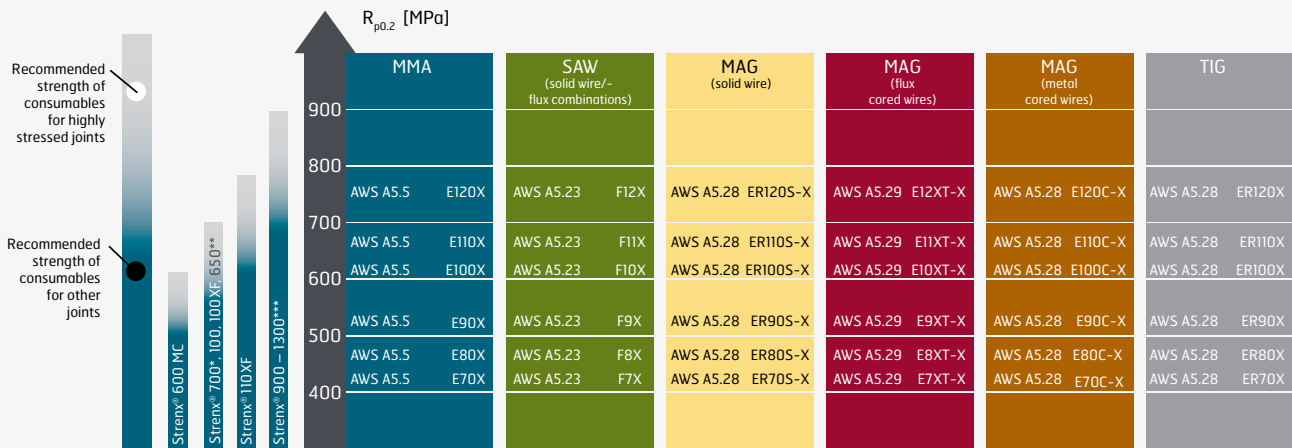 R p0.2 [MPa]
Recommended
strength of
consumables
for highly
stressed joints
Recommended
strength of
consumables
for other
joints
Strenx® 600 MC
Strenx® 700*, 100, 100XF, 650**
Strenx® 110XF
Strenx® 900 – 1300***
900
800
700
600
500
400
MMA
AWS A5.5 E120X
AWS A5.5 E110X
AWS A5.5 E100X
AWS A5.5 E90X
AWS A5.5 E80X
AWS A5.5 E70X
SAW
(solid wire/-
flux combinations)
AWS A5.23 F12X
AWS A5.23 F11X
AWS A5.23 F10X
AWS A5.23 F9X
AWS A5.23 F8X
AWS A5.23 F7X
MAG
(solid wire)
AWS A5.28 ER120S-X
AWS A5.28 ER110S-X
AWS A5.28 ER100S-X
AWS A5.28 ER90S-X
AWS A5.28 ER80S-X
AWS A5.28 ER70S-X
MAG
(flux
cored wires)
AWS A5.29 E12XT-X
AWS A5.29 E11XT-X
AWS A5.29 E10XT-X
AWS A5.29 E9XT-X
AWS A5.29 E8XT-X
AWS A5.29 E7XT-X
MAG
(metal
cored wires)
AWS A5.28 E120C-X
AWS A5.28 E110C-X
AWS A5.28 E100C-X
AWS A5.28 E90C-X
AWS A5.28 E80C-X
AWS A5.28 E70C-X
TIG
AWS A5.28 ER120X
AWS A5.28 ER110X
AWS A5.28 ER100X
AWS A5.28 ER90X
AWS A5.28 ER80X
AWS A5.28 ER70X